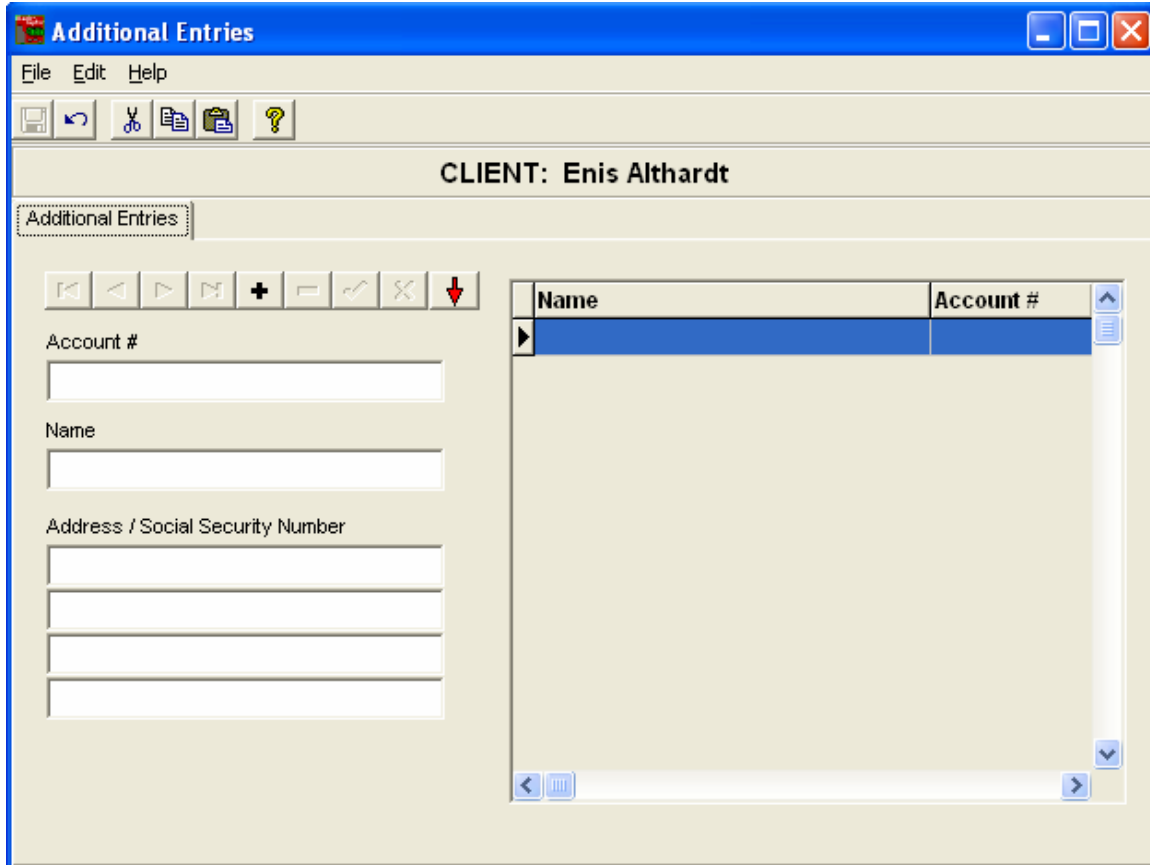 Additional Entries
File Edit Help
CLIENT: Enis Althardt
Additional Entries
Account #
Name
Address / Social Security Number
Name Account #